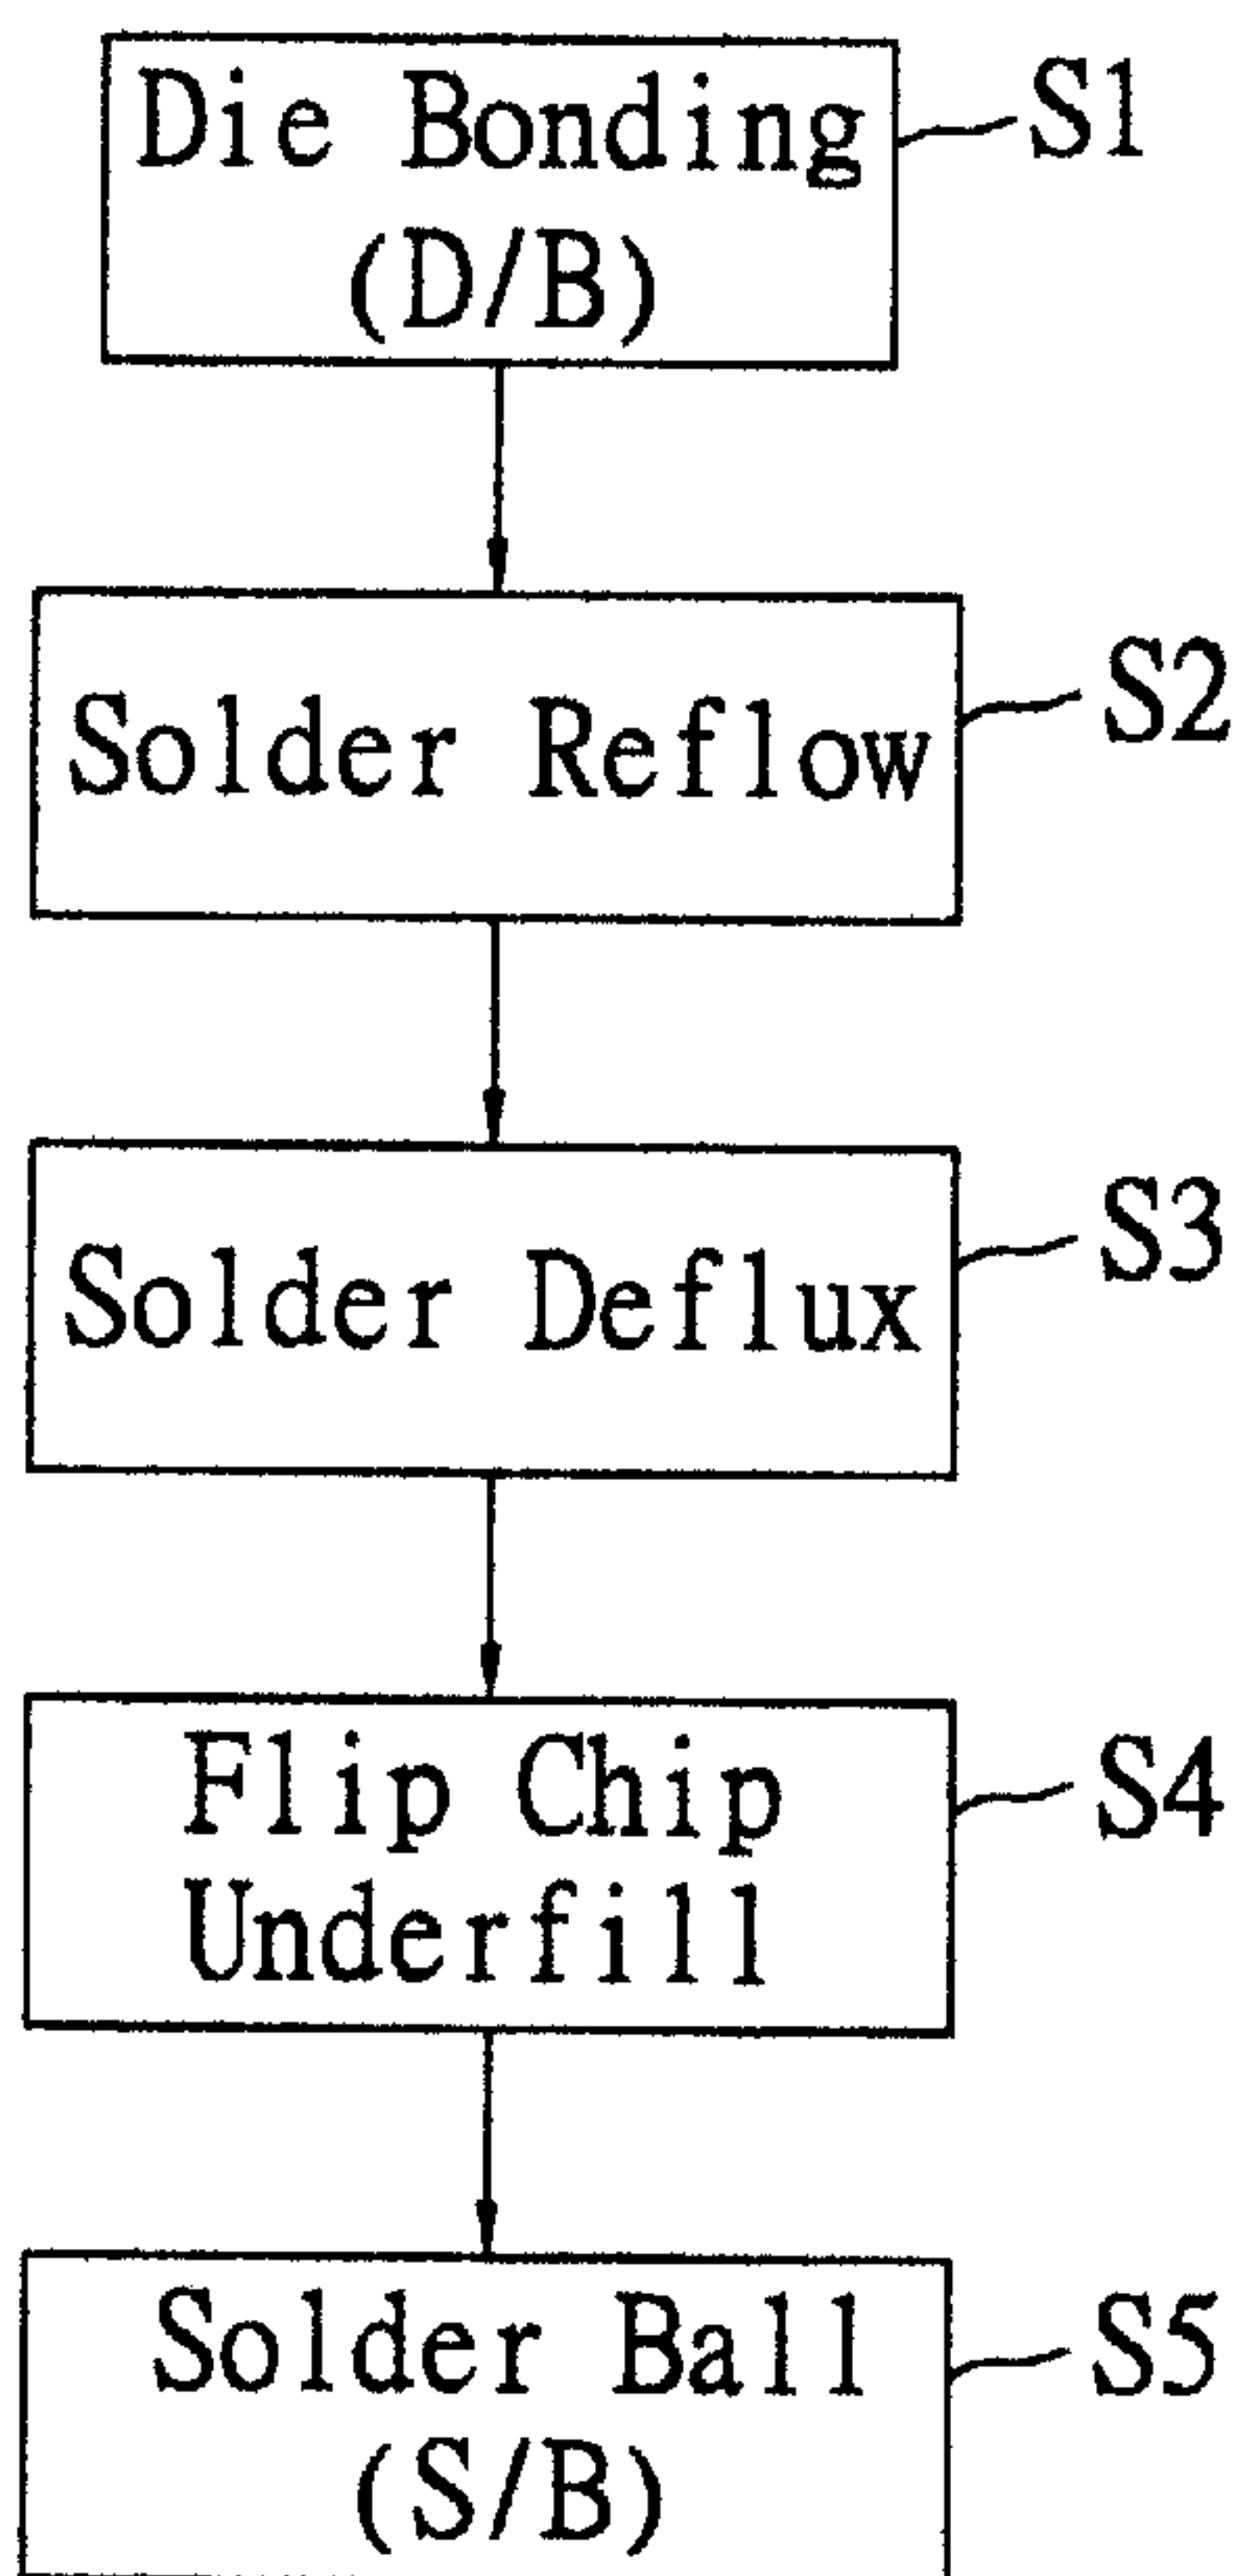 Die Bonding
(D/B)
S1
Solder Reflow
S2
Solder Deflux
S3
Flip Chip
Underfill
S4
Solder Ball
(S/B)
S5